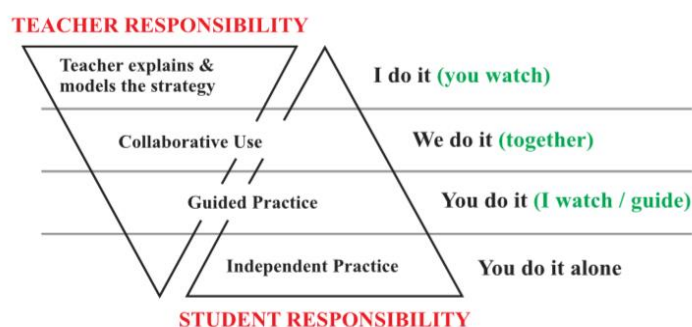 TEACHER RESPONSIBILITY
Teacher explains &
models the strategy
I do it (you watch)
Collaborative Use
We do it (together)
Guided Practice
You do it (I watch / guide)
Independent Practice
You do it alone
STUDENT RESPONSIBILITY